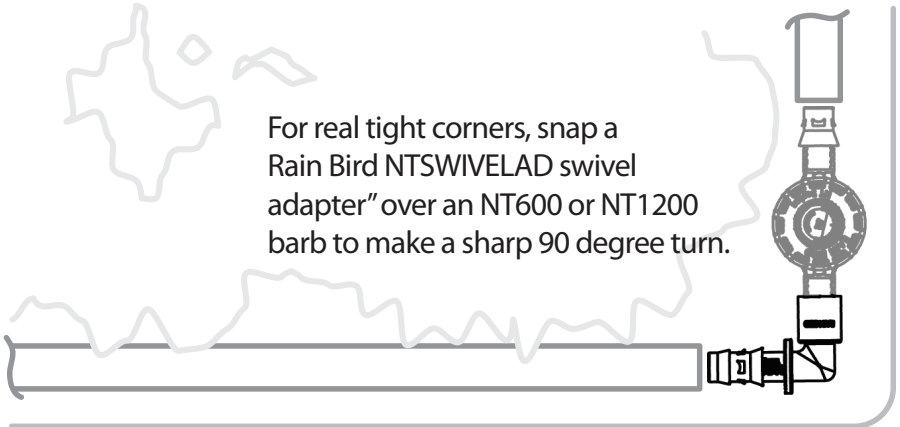 For real tight corners, snap a
Rain Bird NTSWIVELAD swivel
adapter” over an NT600 or NT1200
barb to make a sharp 90 degree turn.